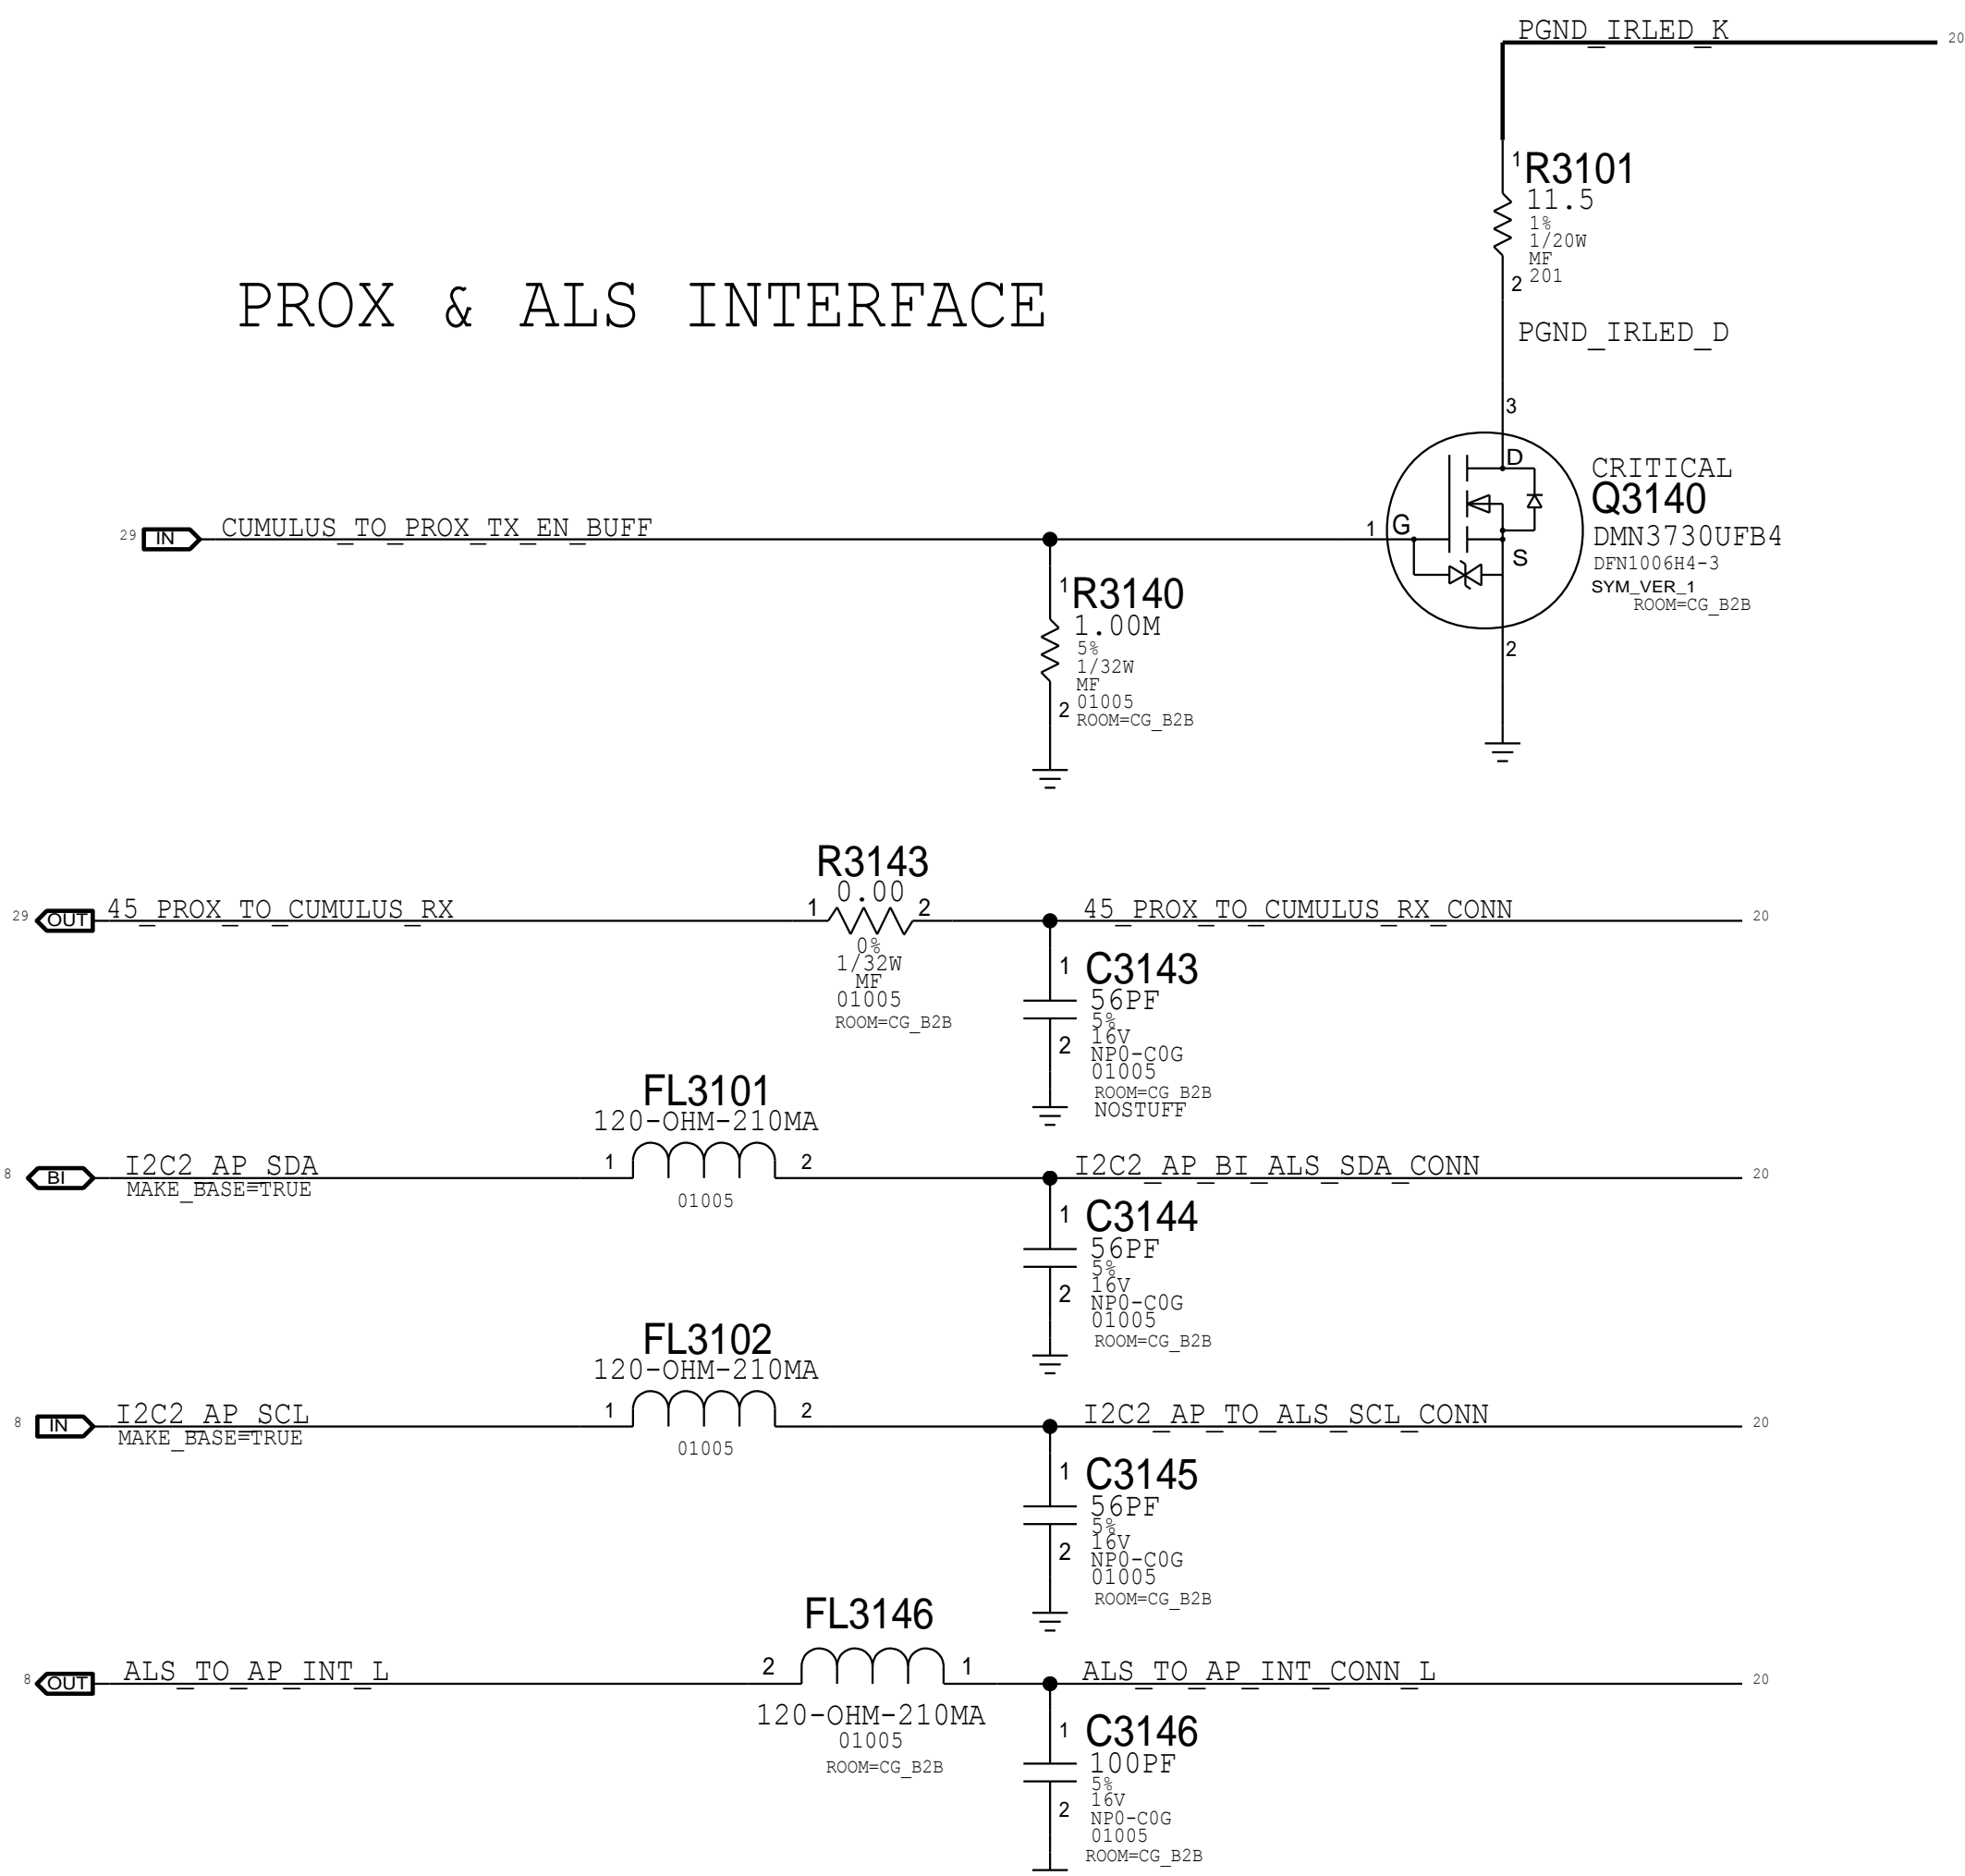 PGND_IRLED_K 20
1 R3101
11.5
1%
1/20W
MF
201
2
PROX & ALS INTERFACE
PGND_IRLED_D
3
D
CRITICAL
Q3140
DMN3730UFB4
DFN1006H4-3
SYM_VER_1
ROOM=CG_B2B
29 IN CUMULUS_TO_PROX_TX_EN_BUFF 1 G
S
2
1 R3140
1.00M
5%
1/32W
MF
01005
2 ROOM=CG_B2B
R3143
0.00
29 OUT 45_PROX_TO_CUMULUS_RX 1 2 45_PROX_TO_CUMULUS_RX_CONN 20
0%
1/32W
MF
01005
ROOM=CG_B2B
1 C3143
56PF
5%
16V
2 NP0-C0G
01005
ROOM=CG_B2B
NOSTUFF
FL3101
120-OHM-210MA
8 BI I2C2_AP_SDA 1 2 I2C2_AP_BI_ALS_SDA_CONN 20
MAKE_BASE=TRUE
01005
1 C3144
56PF
5%
16V
2 NP0-C0G
01005
ROOM=CG_B2B
FL3102
120-OHM-210MA
8 IN I2C2_AP_SCL 1 2 I2C2_AP_TO_ALS_SCL_CONN 20
MAKE_BASE=TRUE
01005
1 C3145
56PF
5%
16V
2 NP0-C0G
01005
ROOM=CG_B2B
FL3146
8 OUT ALS_TO_AP_INT_L 2 1 ALS_TO_AP_INT_CONN_L 20
120-OHM-210MA
01005
ROOM=CG_B2B
1 C3146
100PF
5%
16V
2 NP0-C0G
01005
ROOM=CG_B2B